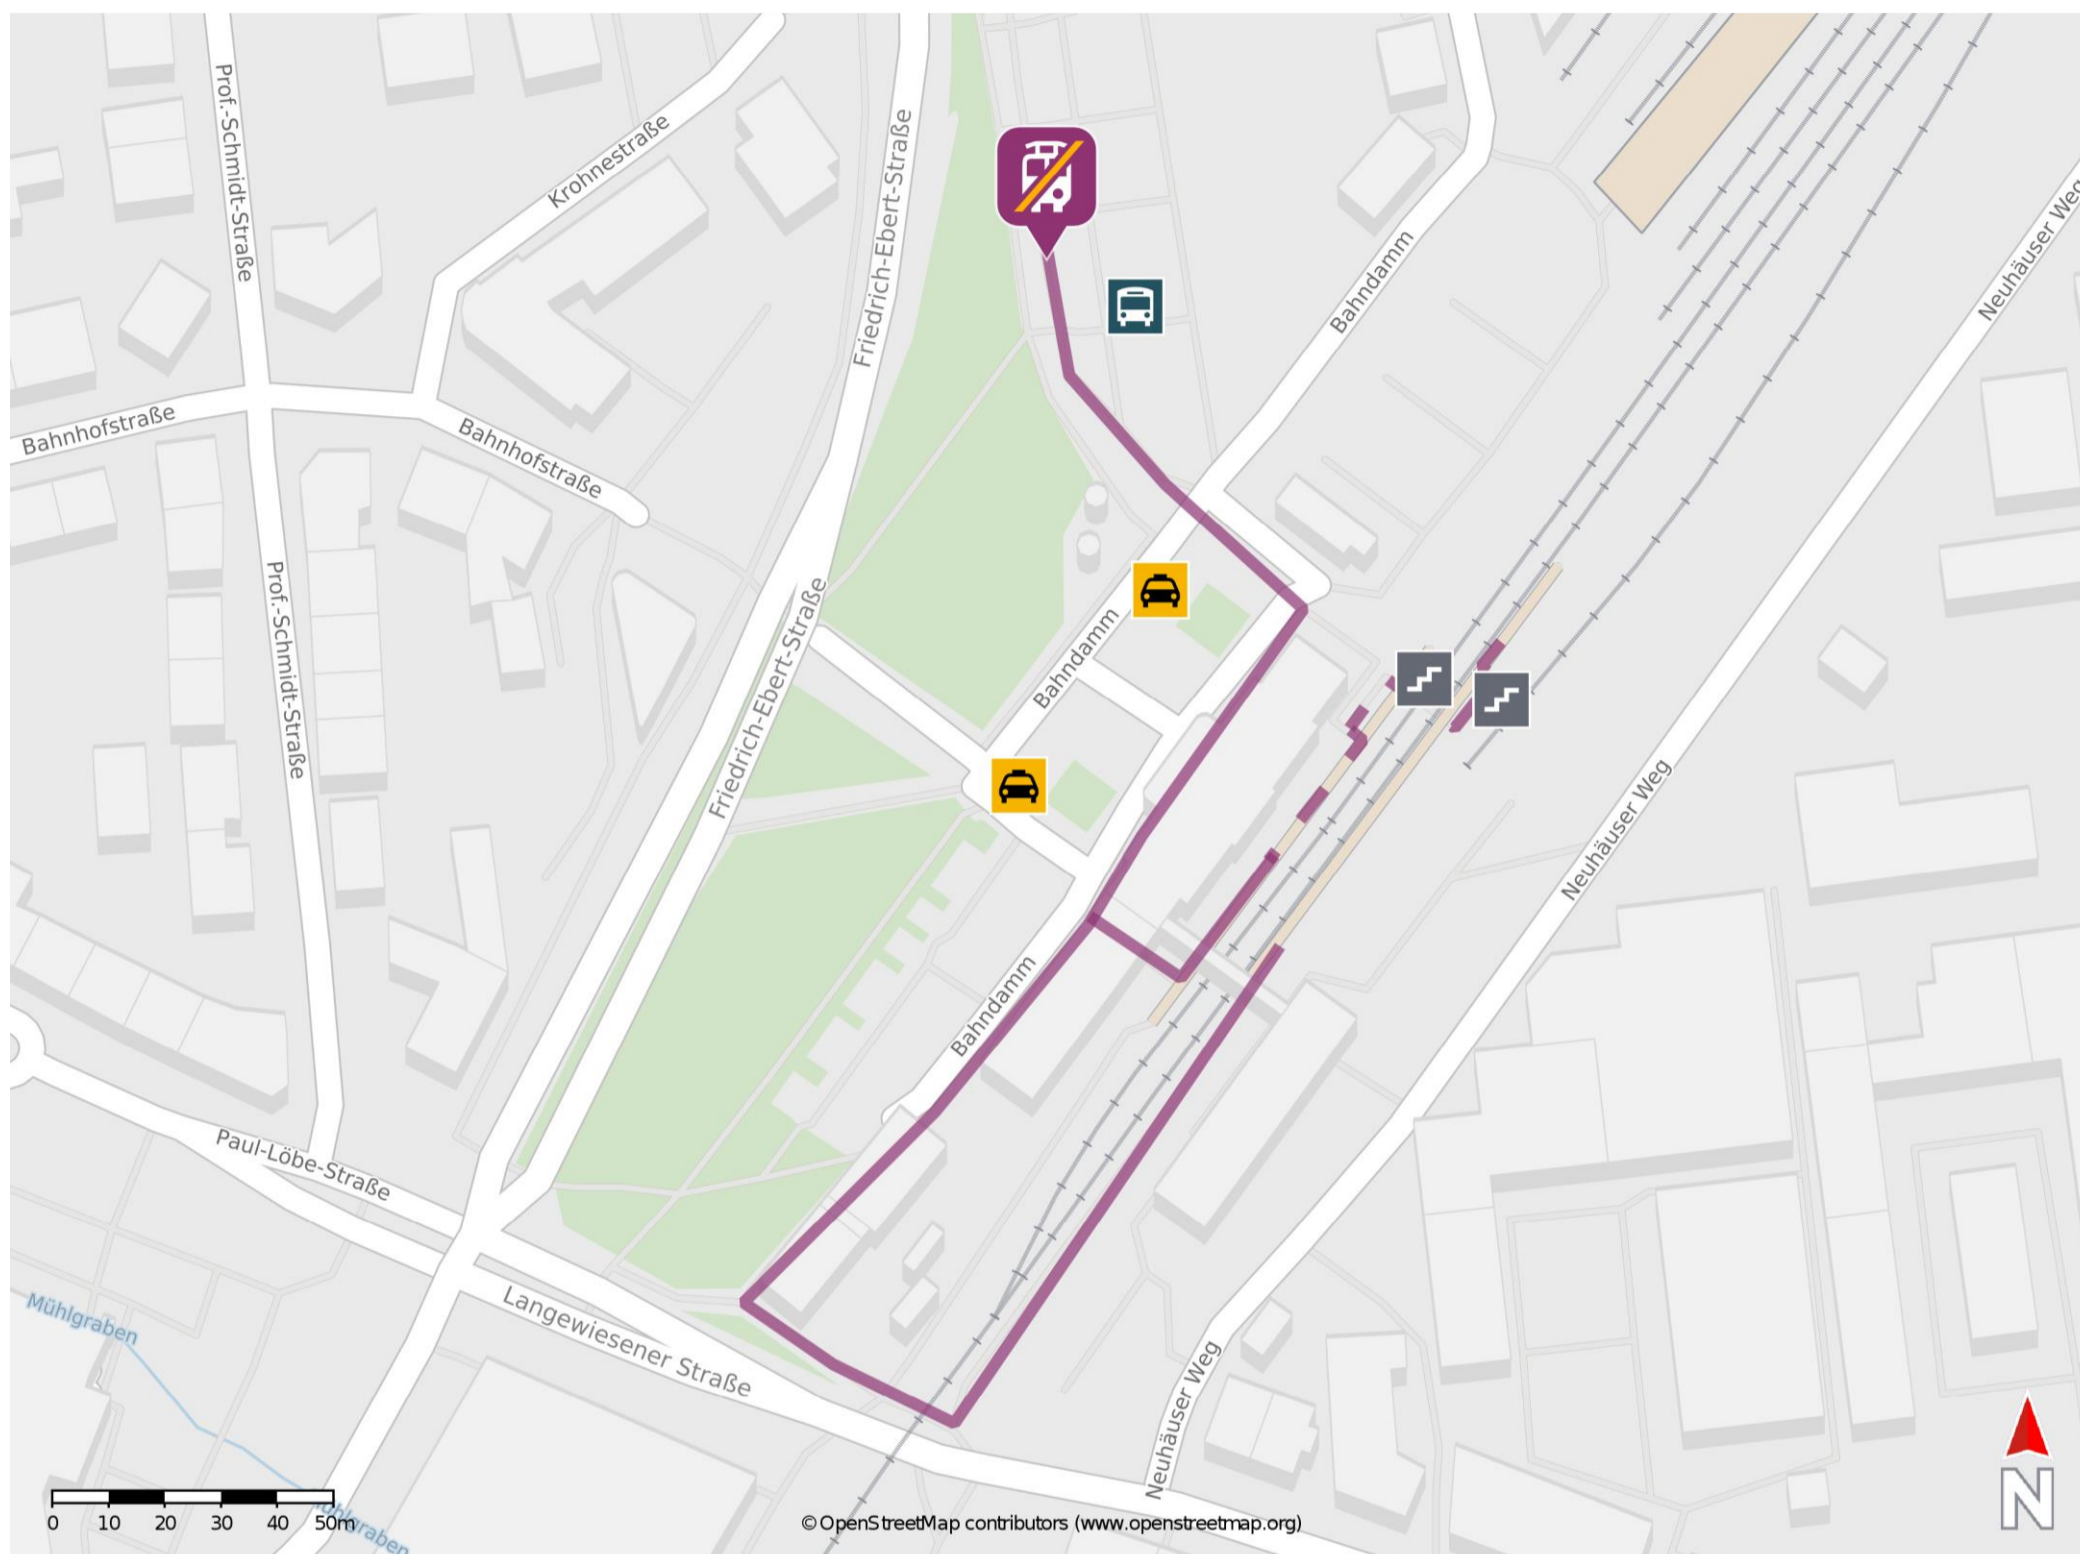 Prof.-Schmidt-Straße
Krohnestraße
Friedrich-Ebert-Straße
Bahndamm
Neuhäuser Weg
Bahnhofstraße
Bahnhofstraße
Prof.-Schmidt-Straße
Friedrich-Ebert-Straße
Bahndamm
Neuhäuser Weg
Bahndamm
Paul-Löbe-Straße
Langewiesener Straße
Mühlgraben
Neuhäuser Weg
Mühlgraben
0 10 20 30 40 50m
© OpenStreetMap contributors (www.openstreetmap.org)
N